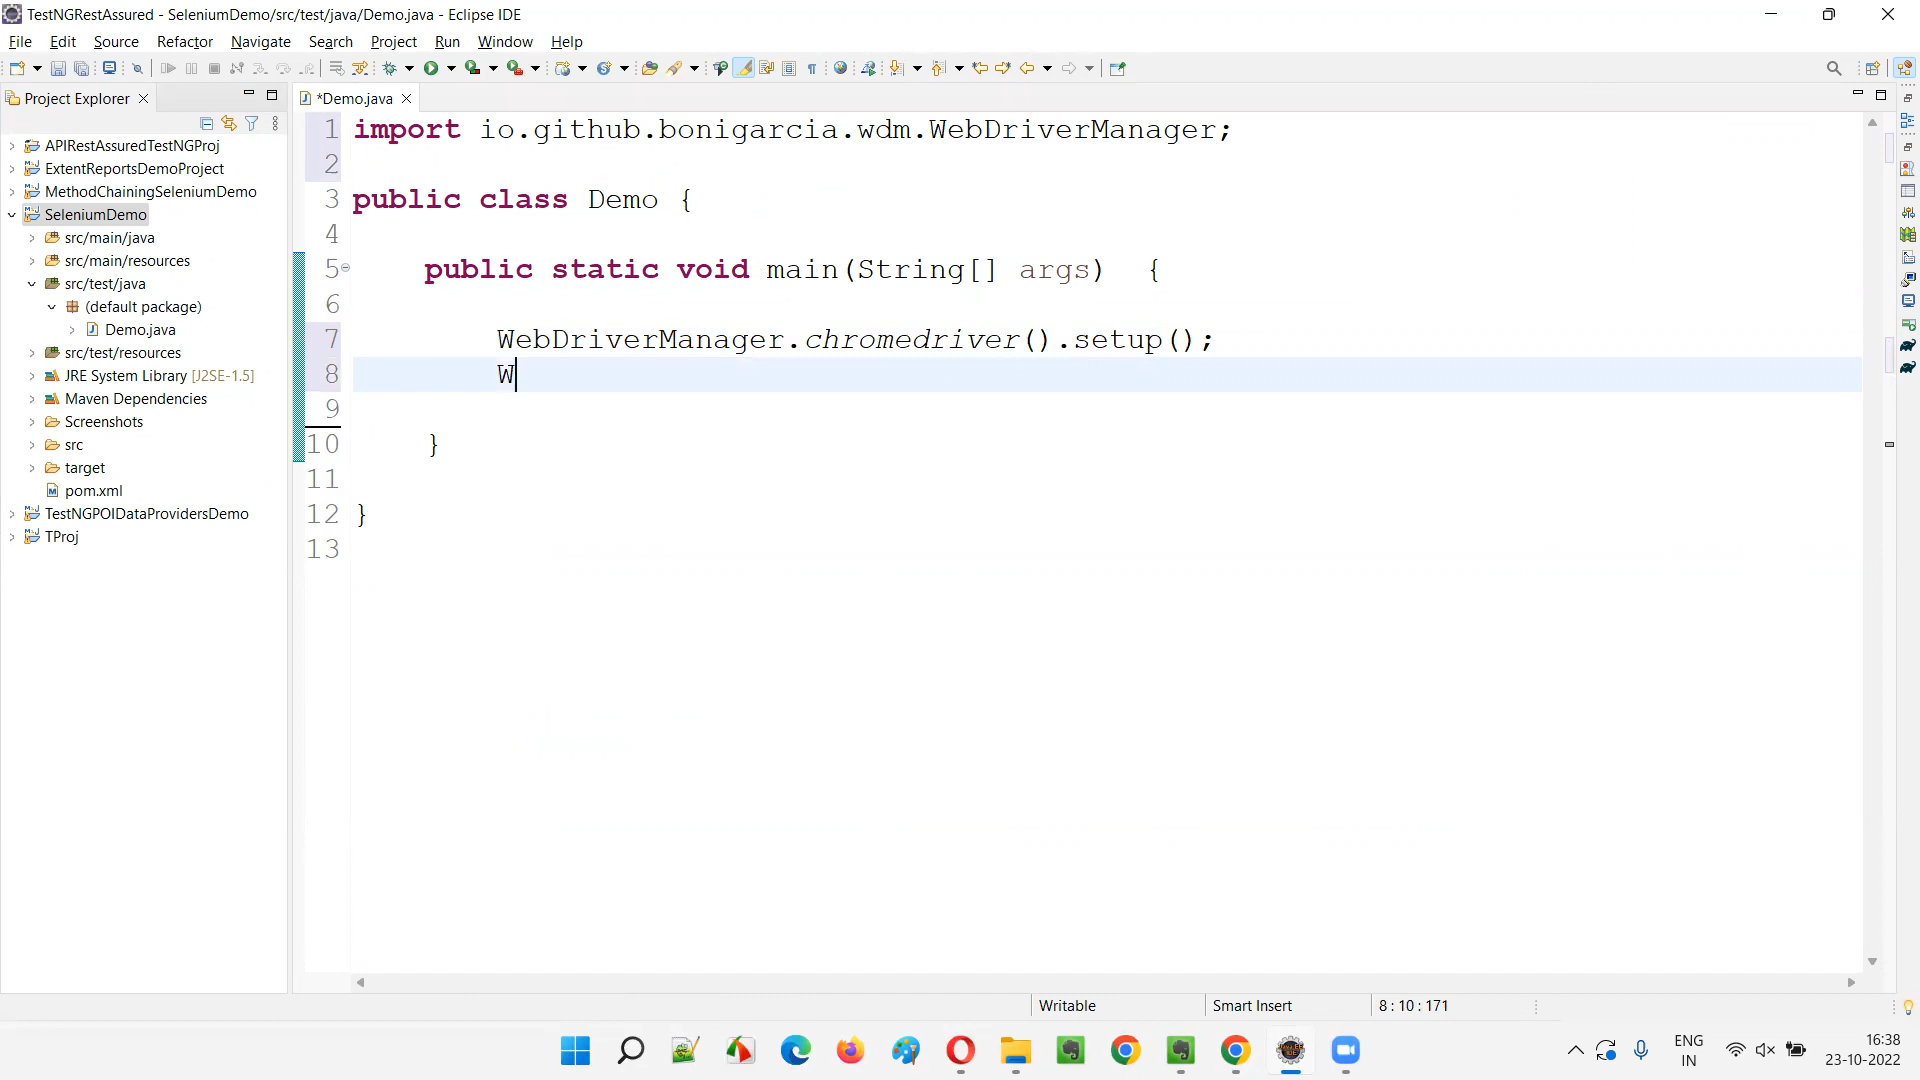 TestNGRestAssured - SeleniumDemo/src/test/java/Demo.java - Eclipse IDE
File Edit Source Refactor Navigate Search Project Run Window Help
Project Explorer
*Demo.java
APIRestAssuredTestNGProj
ExtentReportsDemoProject
MethodChainingSeleniumDemo
SeleniumDemo
src/main/java
src/main/resources
src/test/java
(default package)
Demo.java
src/test/resources
JRE System Library [J2SE-1.5]
Maven Dependencies
Screenshots
src
target
pom.xml
TestNGPOIDataProvidersDemo
TProj
1 import io.github.bonigarcia.wdm.WebDriverManager;
2
3 public class Demo {
4
5 public static void main(String[] args) {
6
7 WebDriverManager.chromedriver().setup();
8 W
9
10 }
11
12 }
13
Writable Smart Insert 8 : 10 : 171
ENG
IN
16:38
23-10-2022